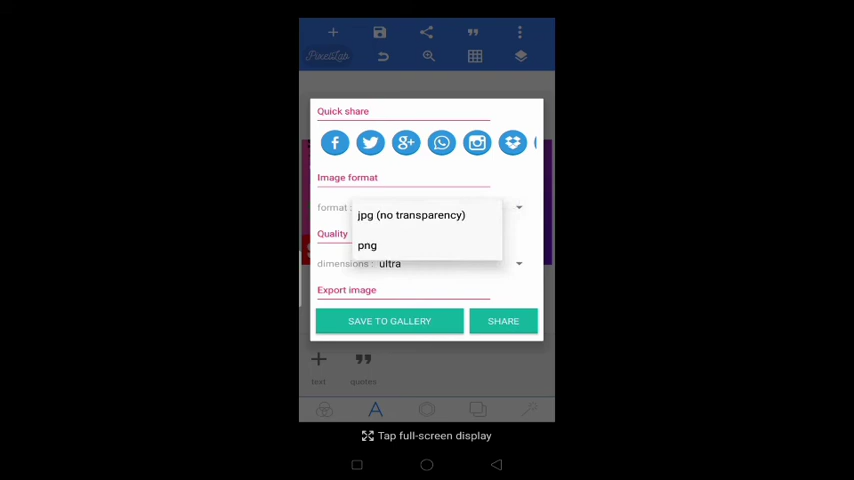 PixelLab
Quick share
Image format
format :
jpg (no transparency)
png
Quality
dimensions : ultra
Export image
SAVE TO GALLERY SHARE
text quotes
A
Tap full-screen display